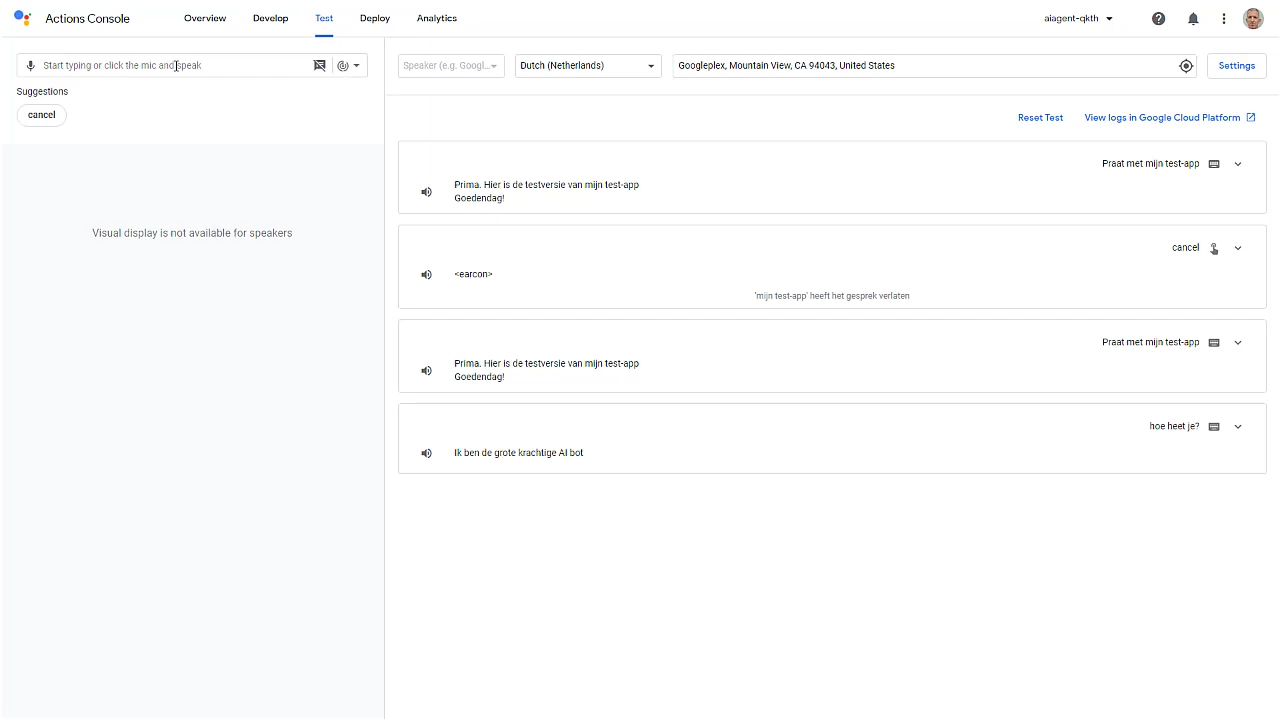 Actions Console
Overview
Develop
Test
Deploy
Analytics
aiagent-qkth
Start typing or click the mic and speak
Suggestions
cancel
Visual display is not available for speakers
Speaker (e.g. Googl...
Dutch (Netherlands)
Googleplex, Mountain View, CA 94043, United States
Settings
Reset Test
View logs in Google Cloud Platform
Praat met mijn test-app
Prima. Hier is de testversie van mijn test-app
Goedendag!
cancel
<earcon>
'mijn test-app' heeft het gesprek verlaten
Praat met mijn test-app
Prima. Hier is de testversie van mijn test-app
Goedendag!
hoe heet je?
Ik ben de grote krachtige AI bot